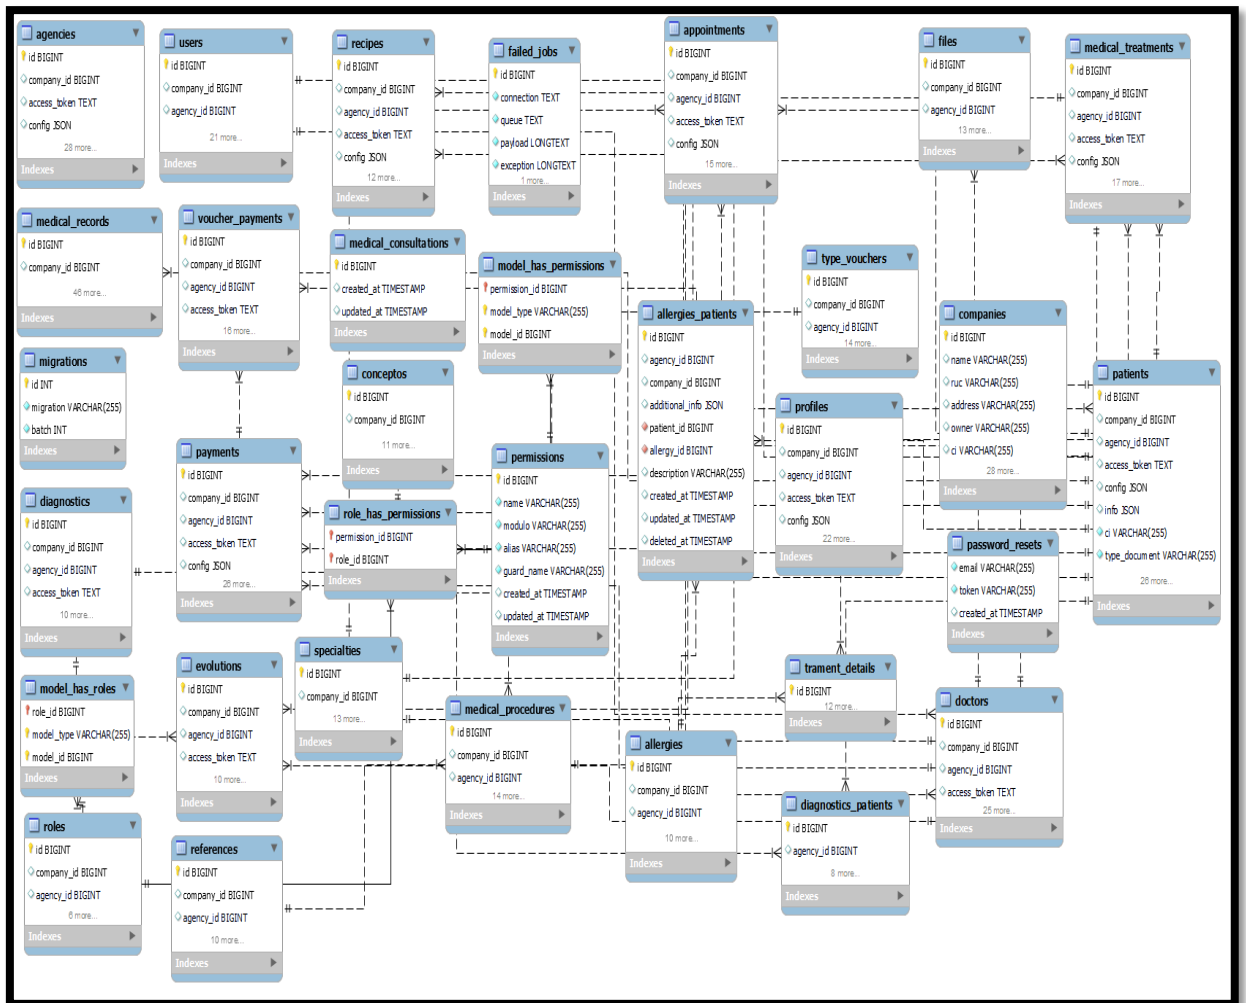 agencies
id BIGINT
company_id BIGINT
access_token TEXT
config JSON
28 more...
Indexes
users
id BIGINT
company_id BIGINT
agency_id BIGINT
21 more...
Indexes
recipes
id BIGINT
company_id BIGINT
agency_id BIGINT
access_token TEXT
config JSON
12 more...
Indexes
failed_jobs
id BIGINT
connection TEXT
queue TEXT
payload LONGTEXT
exception LONGTEXT
1 more...
Indexes
appointments
id BIGINT
company_id BIGINT
agency_id BIGINT
access_token TEXT
config JSON
15 more...
Indexes
files
id BIGINT
company_id BIGINT
agency_id BIGINT
13 more...
Indexes
medical_treatments
id BIGINT
company_id BIGINT
agency_id BIGINT
access_token TEXT
config JSON
17 more...
Indexes
medical_records
id BIGINT
company_id BIGINT
46 more...
Indexes
voucher_payments
id BIGINT
company_id BIGINT
agency_id BIGINT
access_token TEXT
16 more...
Indexes
medical_consultations
id BIGINT
created_at TIMESTAMP
updated_at TIMESTAMP
Indexes
model_has_permissions
permission_id BIGINT
model_type VARCHAR(255)
model_id BIGINT
Indexes
type_vouchers
id BIGINT
company_id BIGINT
agency_id BIGINT
14 more...
Indexes
allergies_patients
id BIGINT
agency_id BIGINT
company_id BIGINT
additional_info JSON
patient_id BIGINT
allergy_id BIGINT
description VARCHAR(255)
created_at TIMESTAMP
updated_at TIMESTAMP
deleted_at TIMESTAMP
Indexes
companies
id BIGINT
name VARCHAR(255)
ruc VARCHAR(255)
address VARCHAR(255)
owner VARCHAR(255)
ci VARCHAR(255)
28 more...
Indexes
migrations
id INT
migration VARCHAR(255)
batch INT
Indexes
conceptos
id BIGINT
company_id BIGINT
11 more...
Indexes
profiles
id BIGINT
company_id BIGINT
agency_id BIGINT
access_token TEXT
config JSON
22 more...
Indexes
patients
id BIGINT
company_id BIGINT
agency_id BIGINT
access_token TEXT
config JSON
info JSON
ci VARCHAR(255)
type_document VARCHAR(255)
26 more...
Indexes
payments
id BIGINT
company_id BIGINT
agency_id BIGINT
access_token TEXT
config JSON
26 more...
Indexes
permissions
id BIGINT
name VARCHAR(255)
modulo VARCHAR(255)
alias VARCHAR(255)
guard_name VARCHAR(255)
created_at TIMESTAMP
updated_at TIMESTAMP
Indexes
diagnostics
id BIGINT
company_id BIGINT
agency_id BIGINT
access_token TEXT
10 more...
Indexes
role_has_permissions
permission_id BIGINT
role_id BIGINT
Indexes
password_resets
email VARCHAR(255)
token VARCHAR(255)
created_at TIMESTAMP
Indexes
specialties
id BIGINT
company_id BIGINT
13 more...
Indexes
evolutions
id BIGINT
company_id BIGINT
agency_id BIGINT
access_token TEXT
10 more...
Indexes
trament_details
id BIGINT
12 more...
Indexes
model_has_roles
role_id BIGINT
model_type VARCHAR(255)
model_id BIGINT
Indexes
medical_procedures
id BIGINT
company_id BIGINT
agency_id BIGINT
14 more...
Indexes
doctors
id BIGINT
company_id BIGINT
agency_id BIGINT
access_token TEXT
25 more...
Indexes
allergies
id BIGINT
company_id BIGINT
agency_id BIGINT
10 more...
Indexes
diagnostics_patients
id BIGINT
agency_id BIGINT
8 more...
Indexes
roles
id BIGINT
company_id BIGINT
agency_id BIGINT
6 more...
Indexes
references
id BIGINT
company_id BIGINT
agency_id BIGINT
10 more...
Indexes